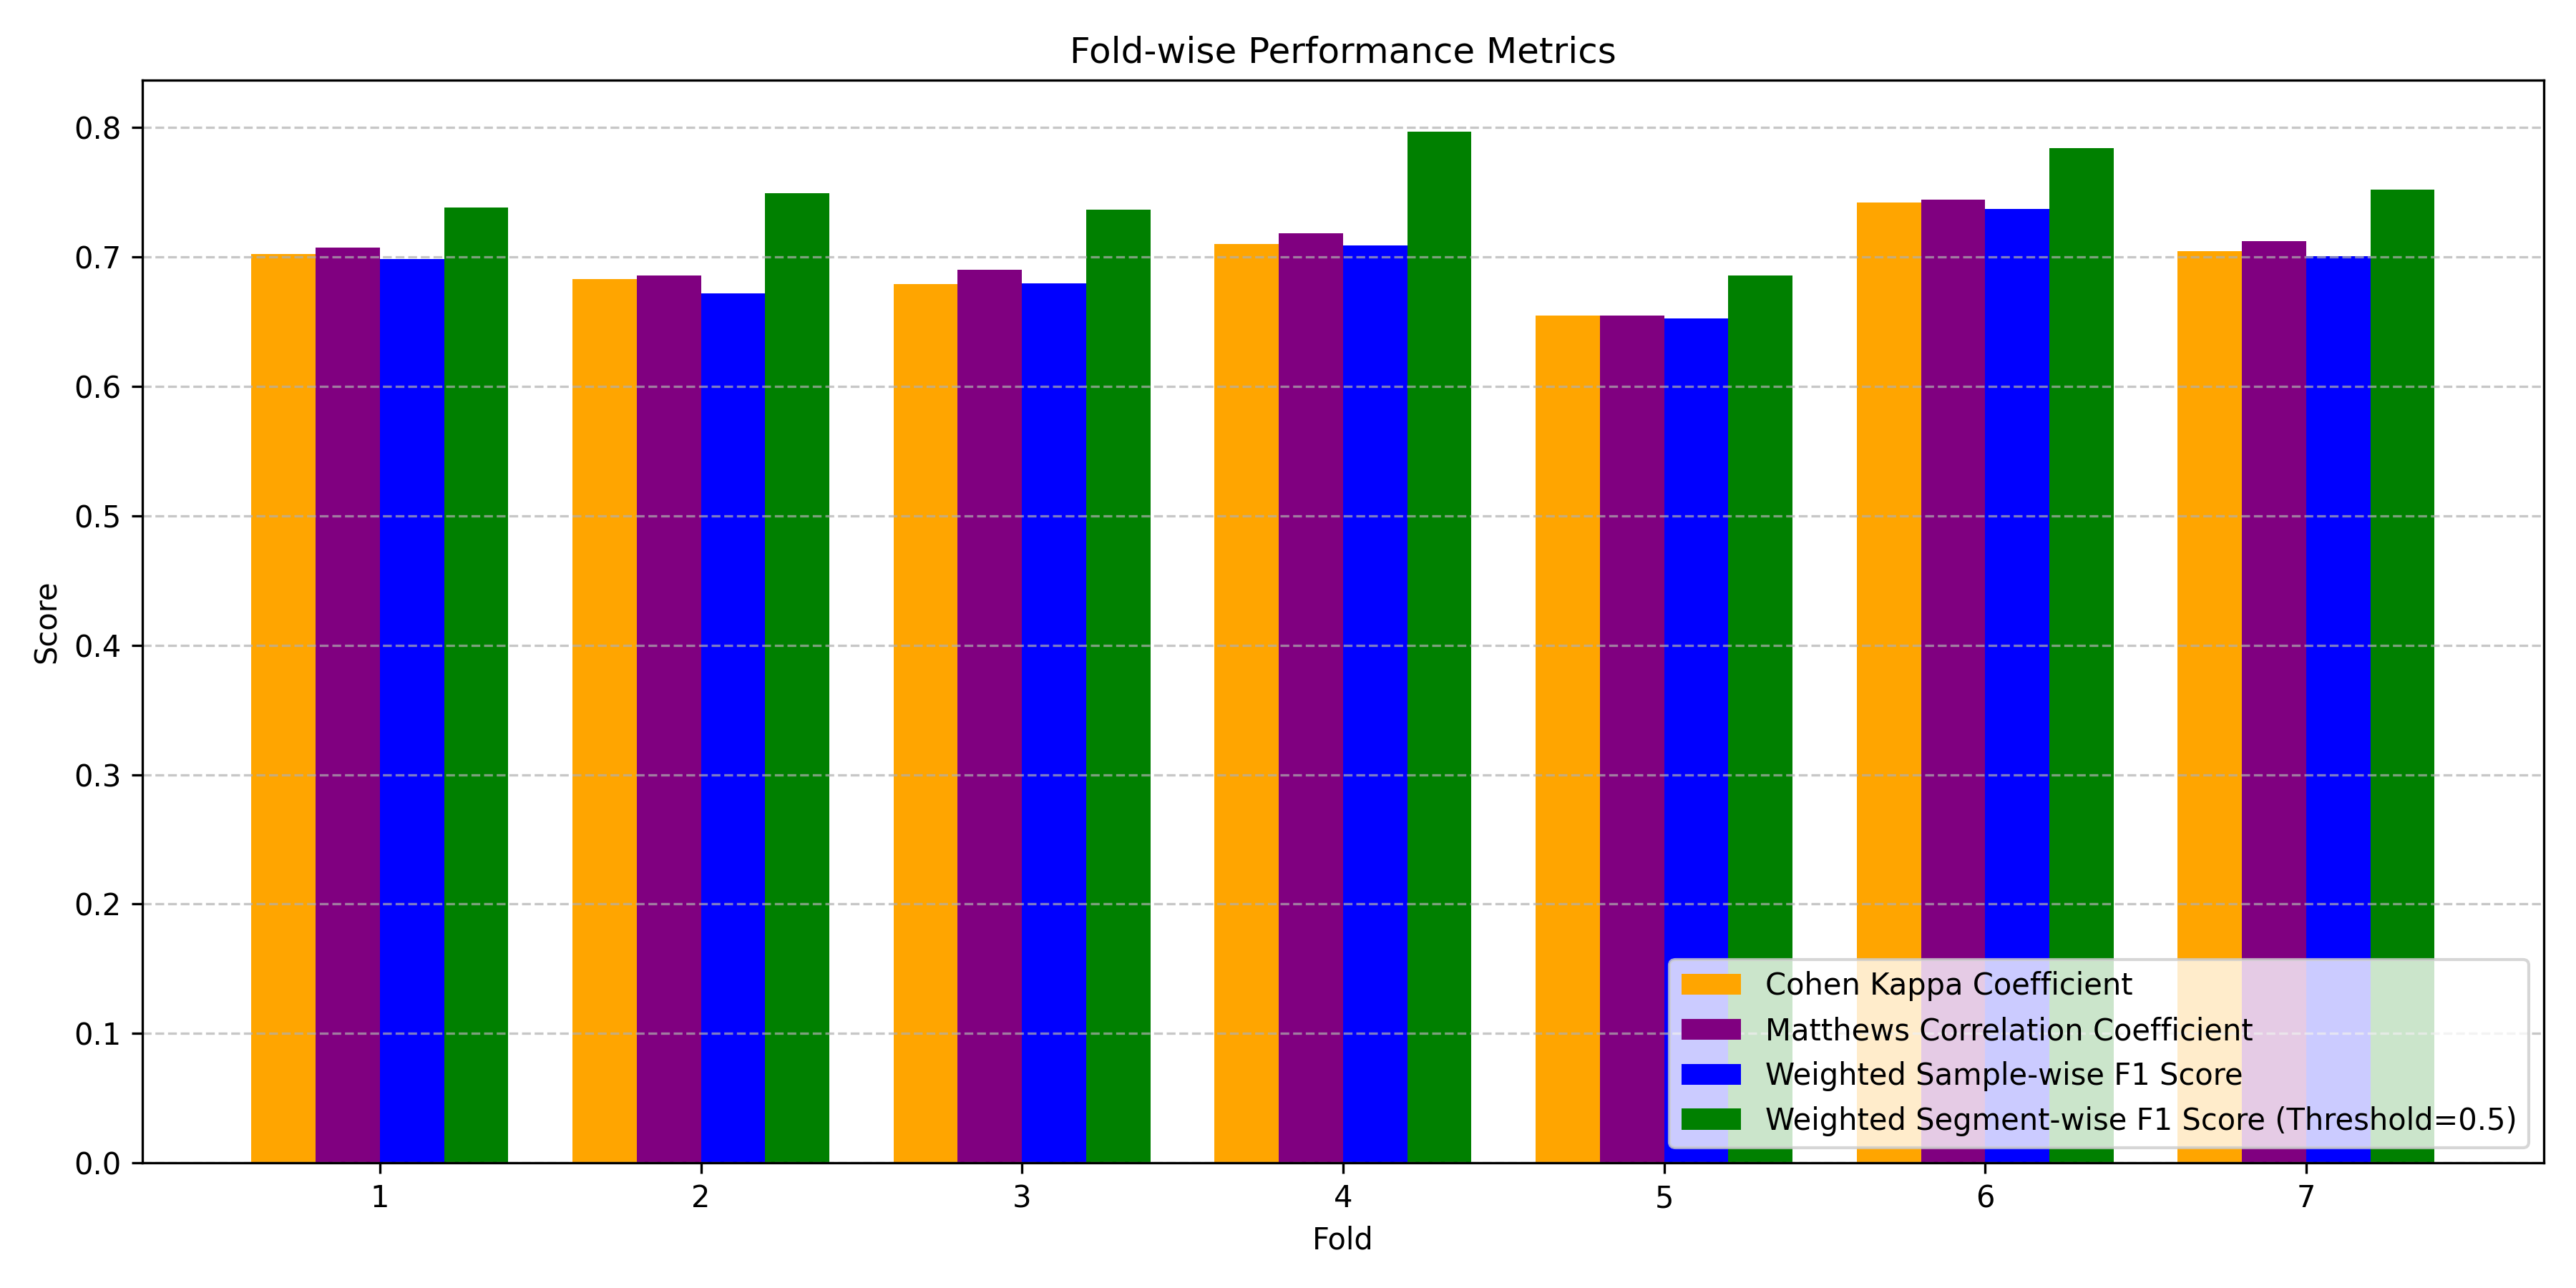 Fold-wise Performance Metrics
Score
0.8
0.7
0.6
0.5
0.4
0.3
0.2
0.1
0.0
Cohen Kappa Coefficient
Matthews Correlation Coefficient
Weighted Sample-wise F1 Score
Weighted Segment-wise F1 Score (Threshold=0.5)
1 2 3 4 5 6 7
Fold